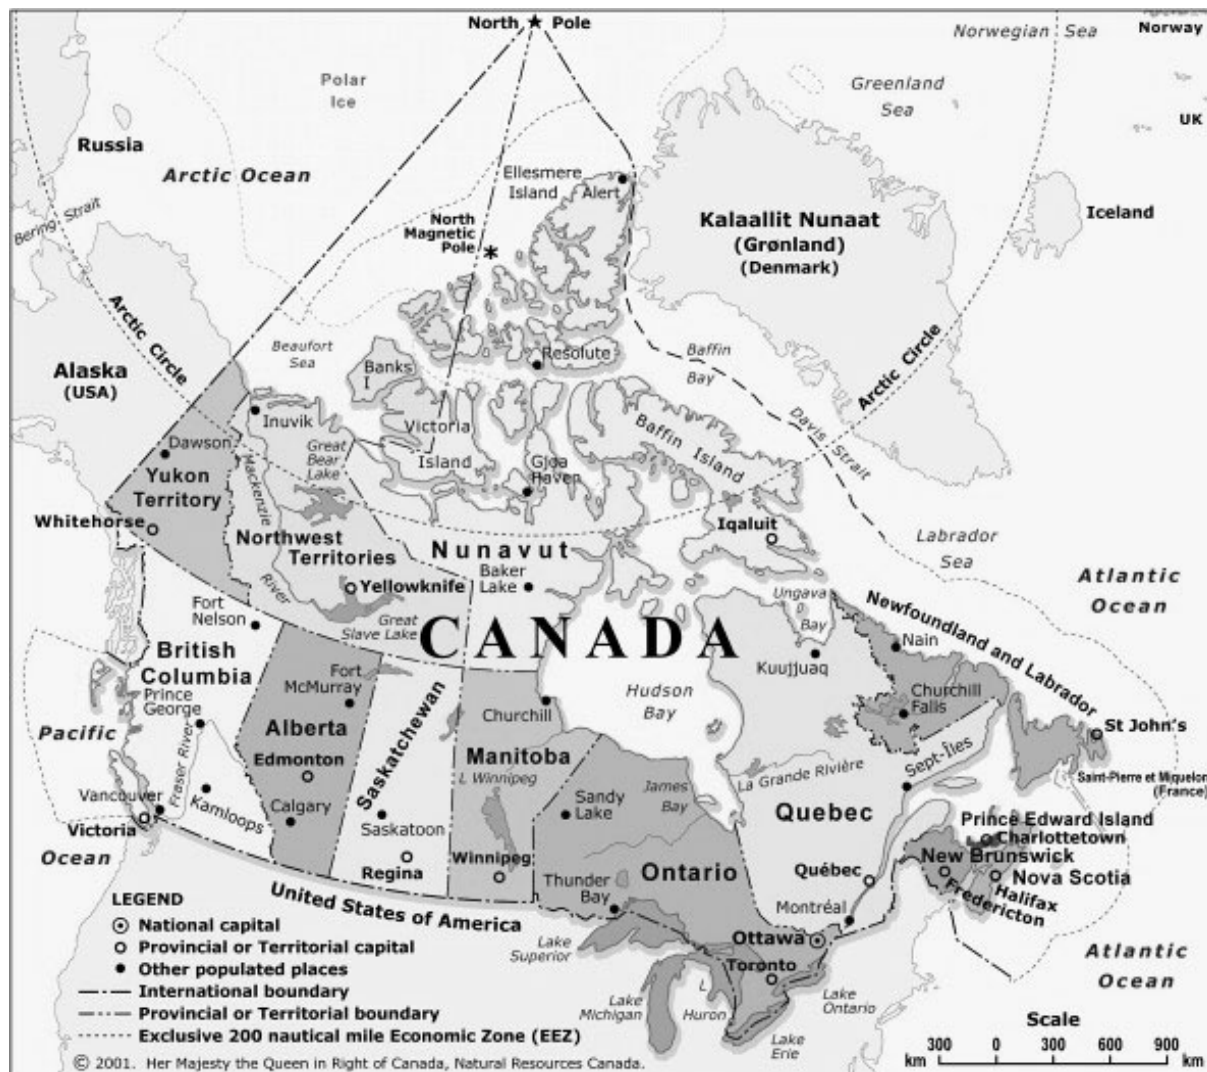 North Pole
Norwegian Sea
Norway
Polar
Ice
Greenland
Sea
UK
Russia
Arctic Ocean
Ellesmere
Island
Alert
Bering Strait
North
Magnetic
Pole
Kalaallit Nunaat
(Grønland)
(Denmark)
Iceland
Arctic Circle
Beaufort
Sea
Resolute
Baffin
Bay
Arctic Circle
Alaska
(USA)
Banks
I
Davis Strait
Inuvik
Victoria
Island
Baffin Island
Dawson
Great
Bear
Lake
Mackenzie
River
Gjoa
Haven
Yukon
Territory
Whitehorse
Northwest
Territories
Nunavut
Iqaluit
Labrador
Sea
Yellowknife
Baker
Lake
Ungava
Bay
Atlantic
Ocean
Fort
Nelson
Great
Slave Lake
CANADA
Newfoundland and Labrador
Nain
British
Columbia
Fort
McMurray
Kuujjuaq
Prince
George
Hudson
Bay
Churchill
Churchill
Falls
Pacific
Ocean
Alberta
Saskatchewan
Manitoba
St John's
Edmonton
L Winnipeg
La Grande Rivière
Sept-Îles
Saint-Pierre et Miquelon
(France)
Fraser River
Vancouver
Kamloops
Calgary
Sandy
Lake
James
Bay
Quebec
Prince Edward Island
Charlottetown
Victoria
Saskatoon
Regina
Winnipeg
Ontario
Québec
New Brunswick
Nova Scotia
Halifax
Fredericton
United States of America
Thunder
Bay
Montréal
Lake
Superior
Ottawa
Toronto
Atlantic
Ocean
Lake
Michigan
L
Huron
Lake
Ontario
Lake
Erie
LEGEND
National capital
Provincial or Territorial capital
Other populated places
International boundary
Provincial or Territorial boundary
Exclusive 200 nautical mile Economic Zone (EEZ)
Scale
300 0 300 600 900
km km
© 2001. Her Majesty the Queen in Right of Canada, Natural Resources Canada.